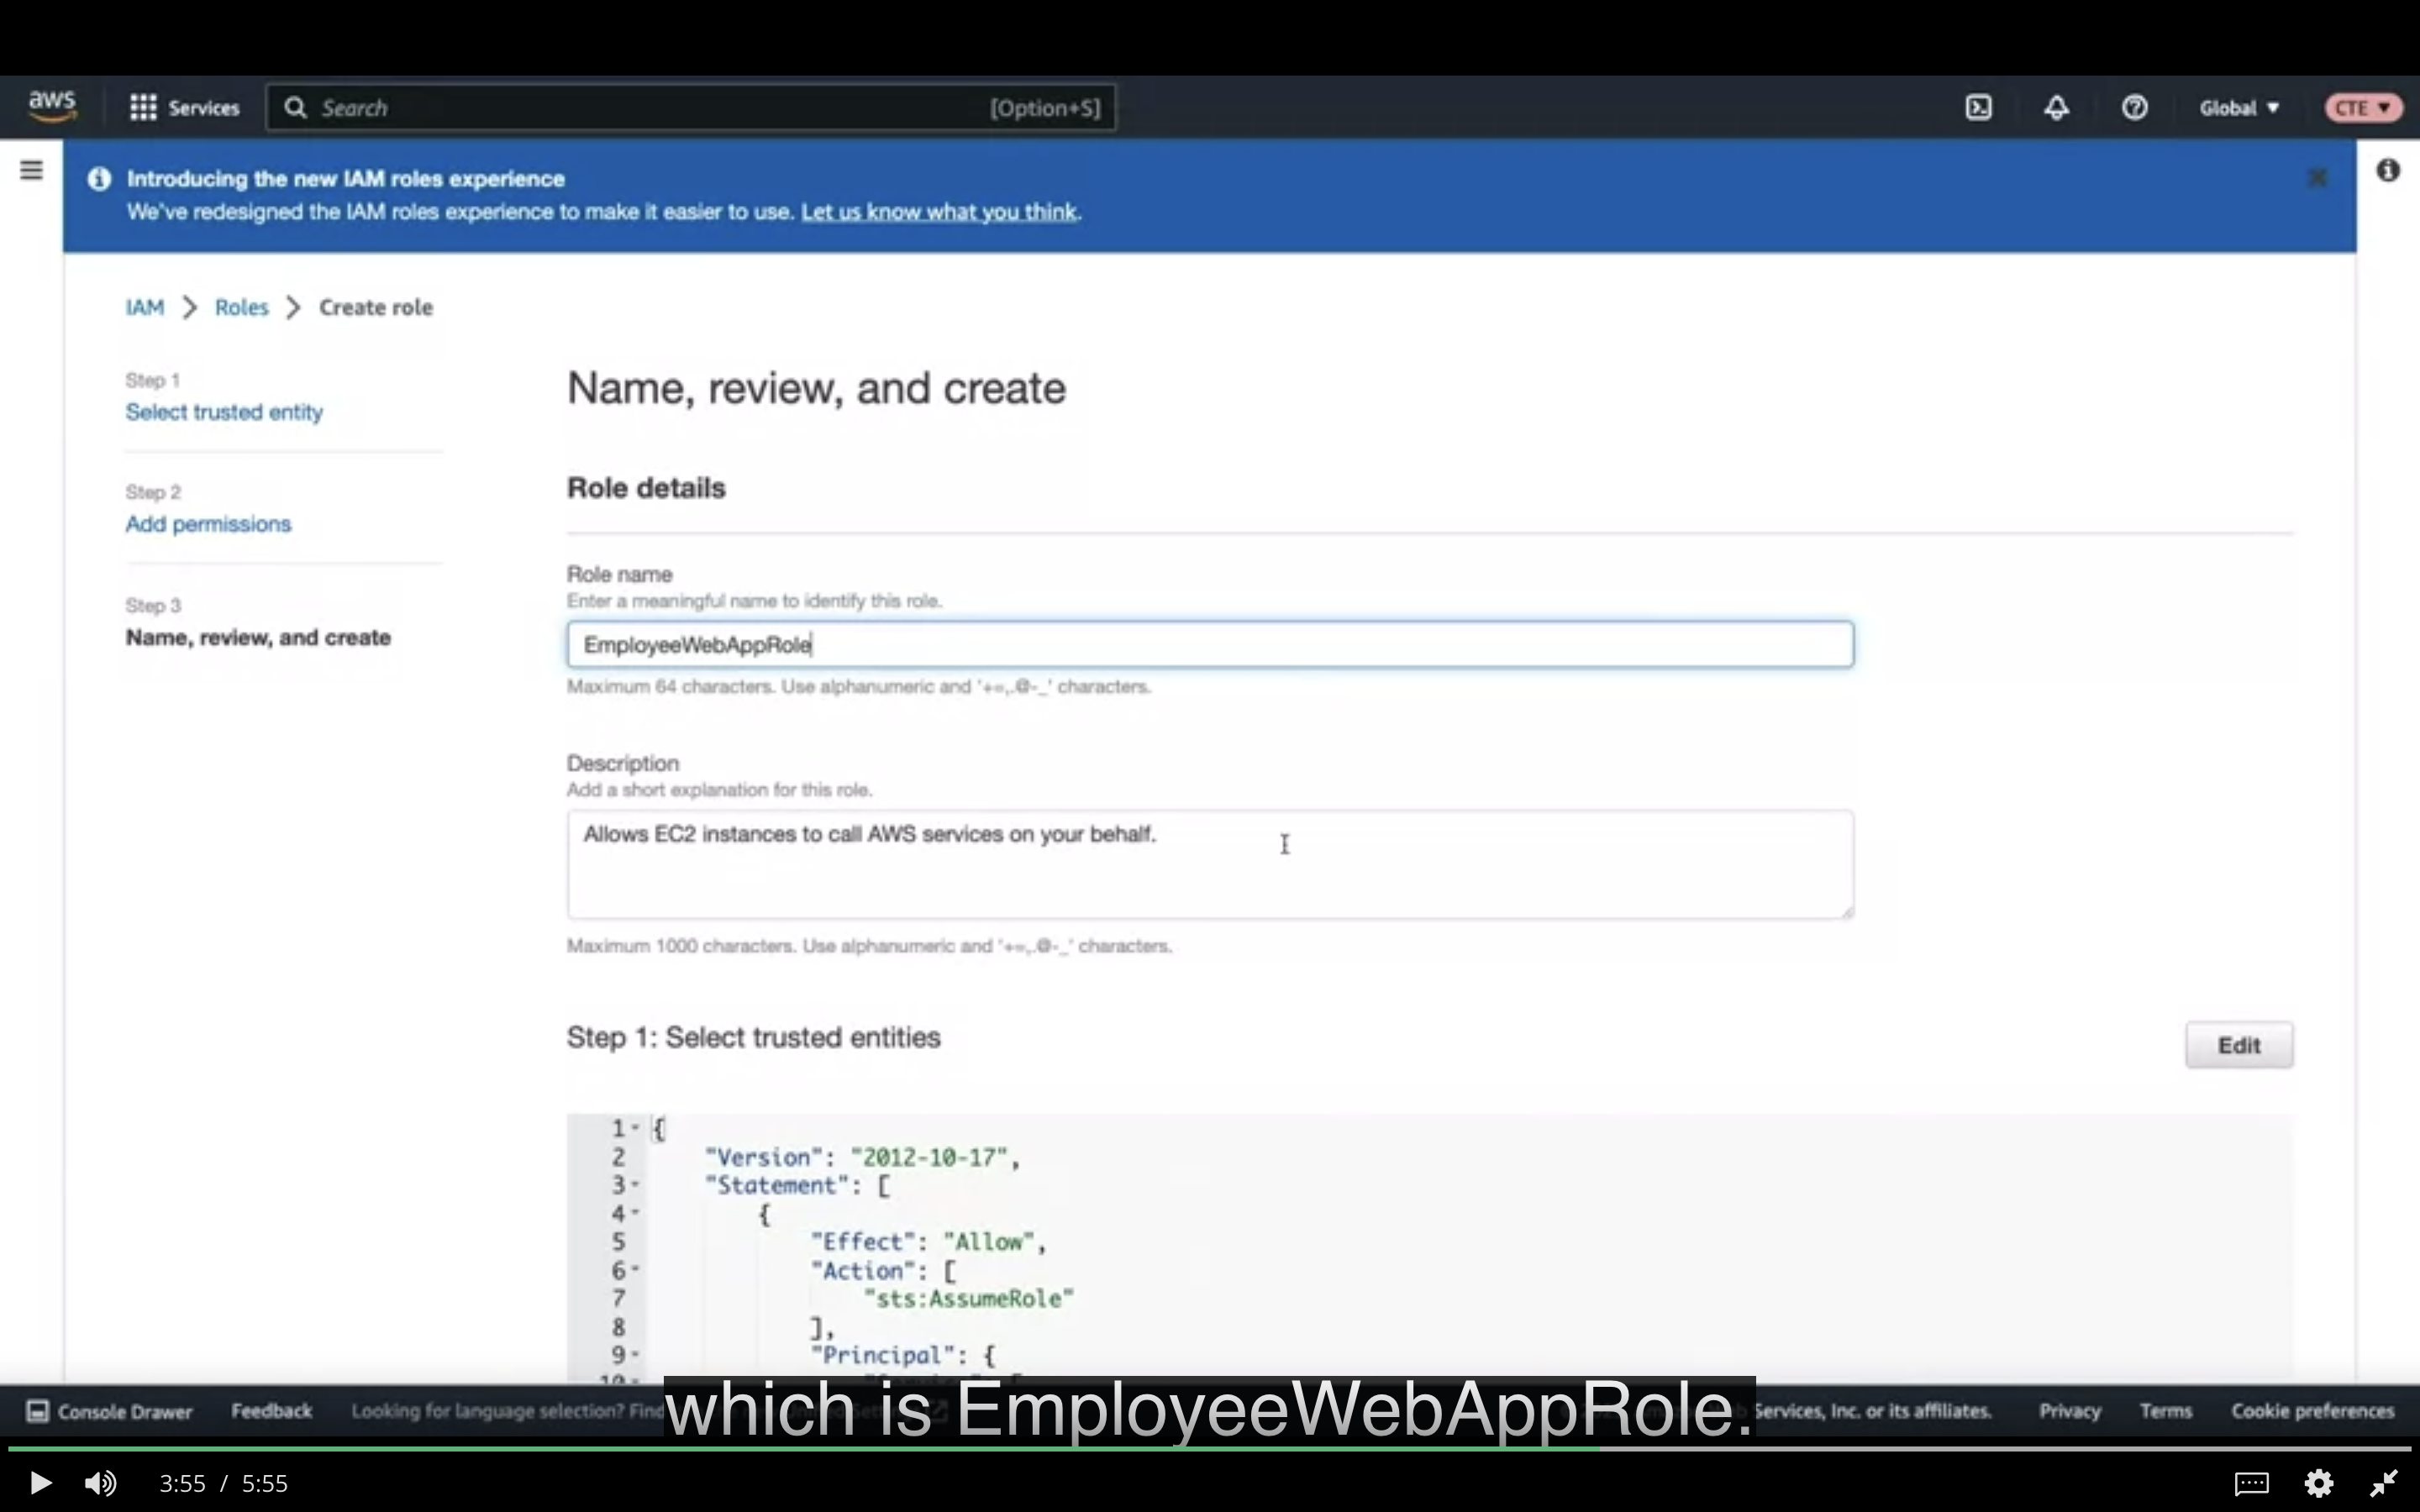 aws
Services
Search
[Option+S]
Global
CTE
Introducing the new IAM roles experience
We've redesigned the IAM roles experience to make it easier to use. Let us know what you think.
IAM > Roles > Create role
Step 1
Select trusted entity
Step 2
Add permissions
Step 3
Name, review, and create
Name, review, and create
Role details
Role name
Enter a meaningful name to identify this role.
EmployeeWebAppRole
Maximum 64 characters. Use alphanumeric and '+=,.@-_' characters.
Description
Add a short explanation for this role.
Allows EC2 instances to call AWS services on your behalf.
Maximum 1000 characters. Use alphanumeric and '+=,.@-_' characters.
Step 1: Select trusted entities
Edit
1 {
2 "Version": "2012-10-17",
3 "Statement": [
4 {
5 "Effect": "Allow",
6 "Action": [
7 "sts:AssumeRole"
8 ],
9 "Principal": {
10
Console Drawer
Feedback
Looking for language selection? Find
which is EmployeeWebAppRole.
Services, Inc. or its affiliates.
Privacy
Terms
Cookie preferences
3:55 / 5:55